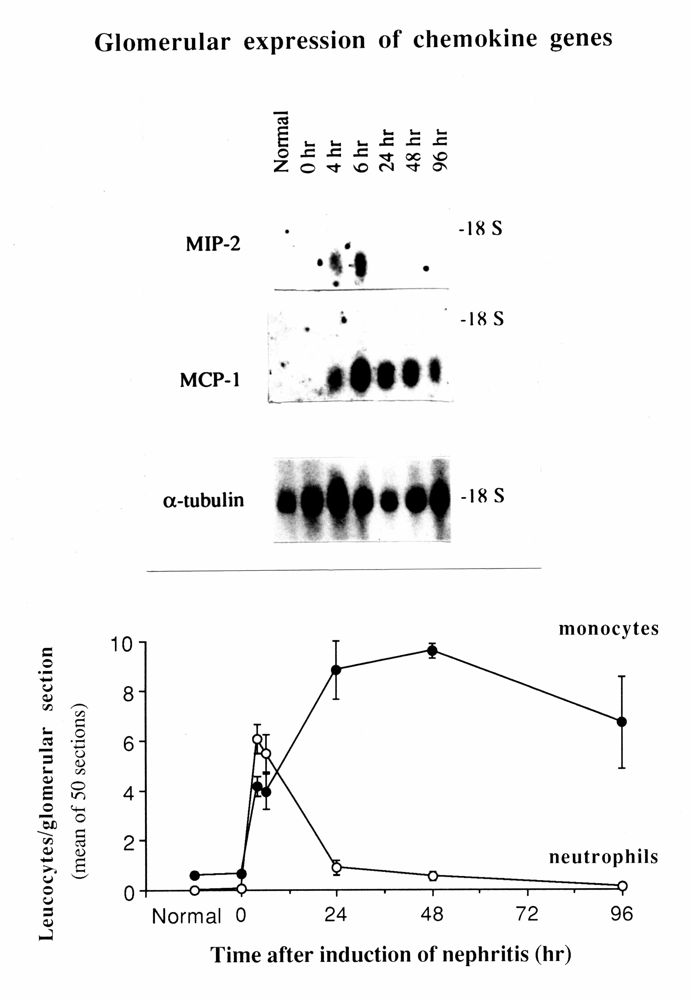 Glomerular expression of chemokine genes
Normal
0 hr
4 hr
6 hr
24 hr
48 hr
96 hr
MIP-2
-18 S
MCP-1
-18 S
α-tubulin
-18 S
monocytes
neutrophils
10
8
6
4
2
0
Leucocytes/glomerular section
(mean of 50 sections)
Normal 0 24 48 72 96
Time after induction of nephritis (hr)